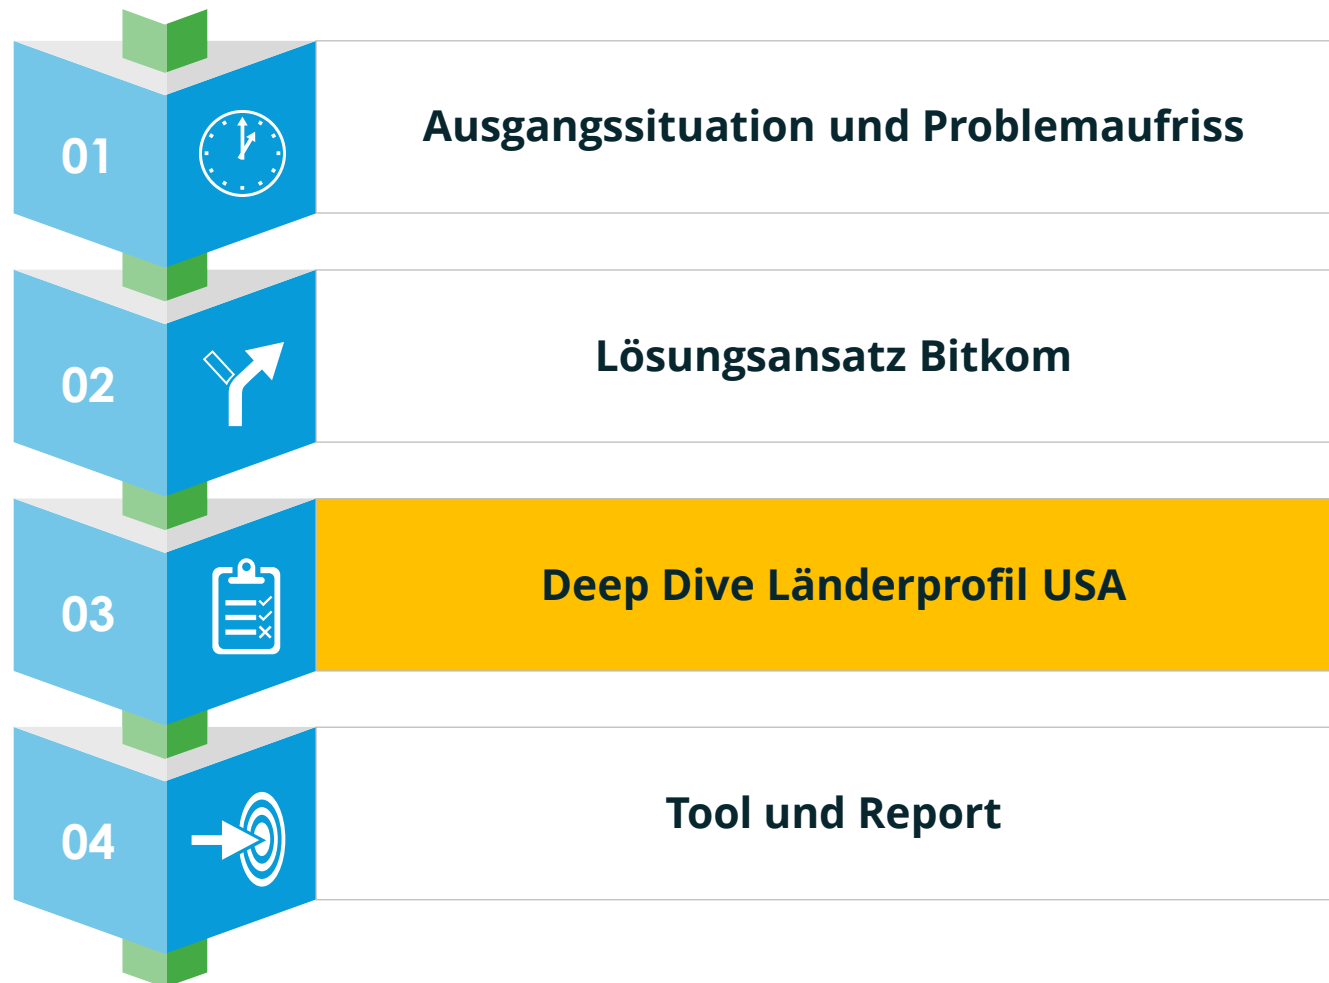 01
Ausgangssituation und Problemaufriss
02
Lösungsansatz Bitkom
03
Deep Dive Länderprofil USA
04
Tool und Report